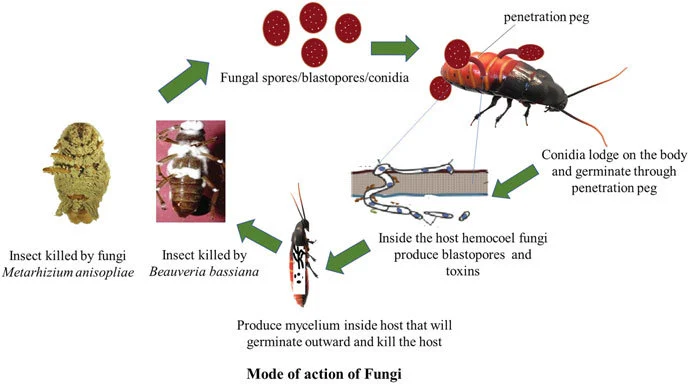 penetration peg
Fungal spores/blastopores/conidia
Conidia lodge on the body
and germinate through
penetration peg
Inside the host hemocoel fungi
produce blastopores and
toxins
Insect killed by fungi
Metarhizium anisopliae
Insect killed by
Beauveria bassiana
Produce mycelium inside host that will
germinate outward and kill the host
Mode of action of Fungi